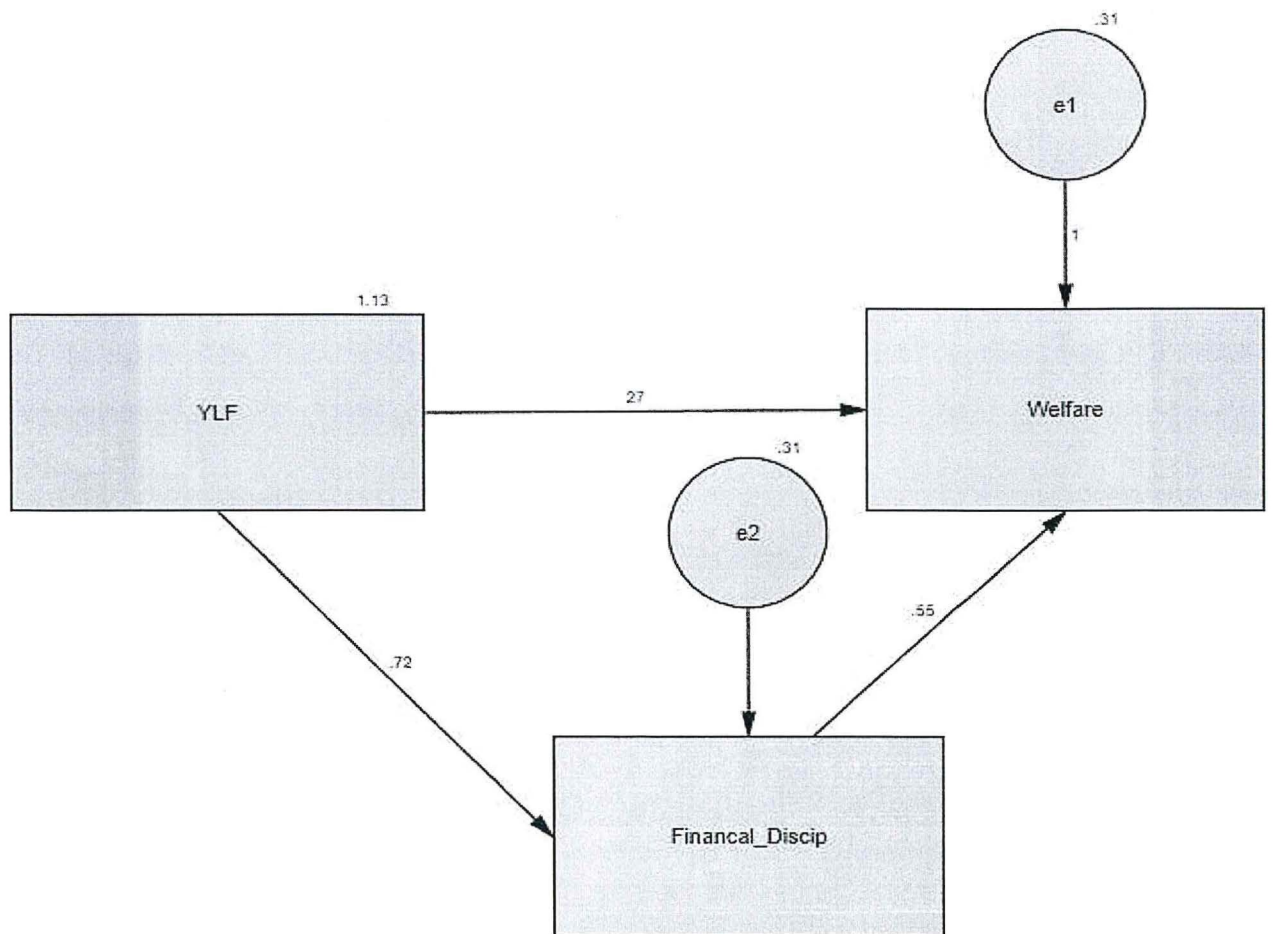 .31
e1
1
1.13
YLF
27
Welfare
.31
e2
.55
.72
Financal_Discip